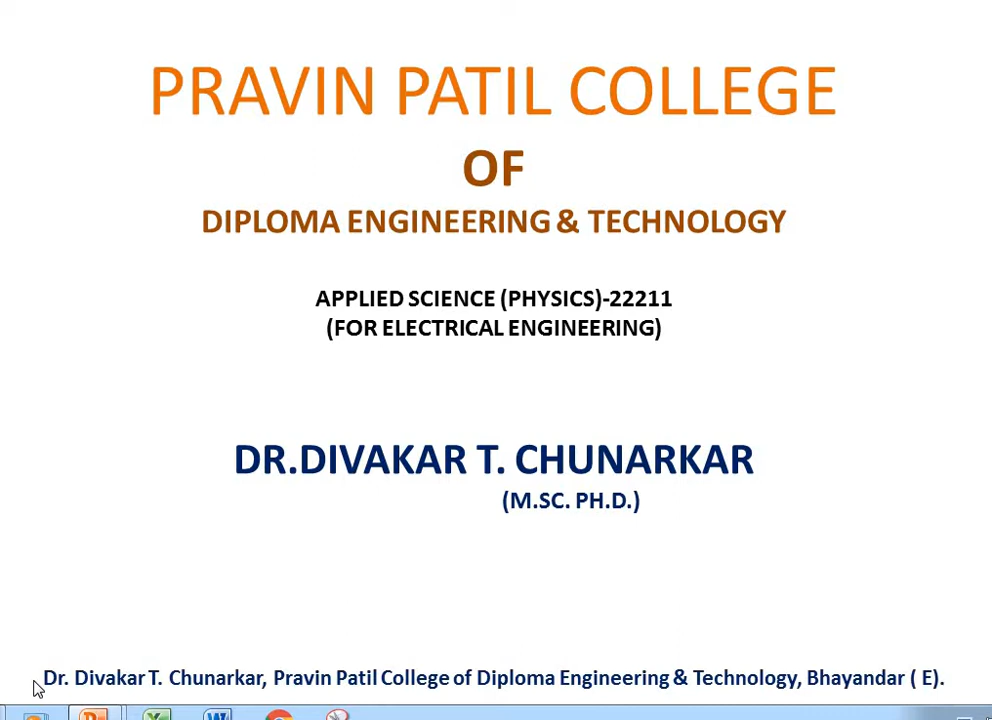 PRAVIN PATIL COLLEGE
OF
DIPLOMA ENGINEERING & TECHNOLOGY
APPLIED SCIENCE (PHYSICS)-22211
(FOR ELECTRICAL ENGINEERING)
DR.DIVAKAR T. CHUNARKAR
(M.SC. PH.D.)
Dr. Divakar T. Chunarkar, Pravin Patil College of Diploma Engineering & Technology, Bhayandar ( E).